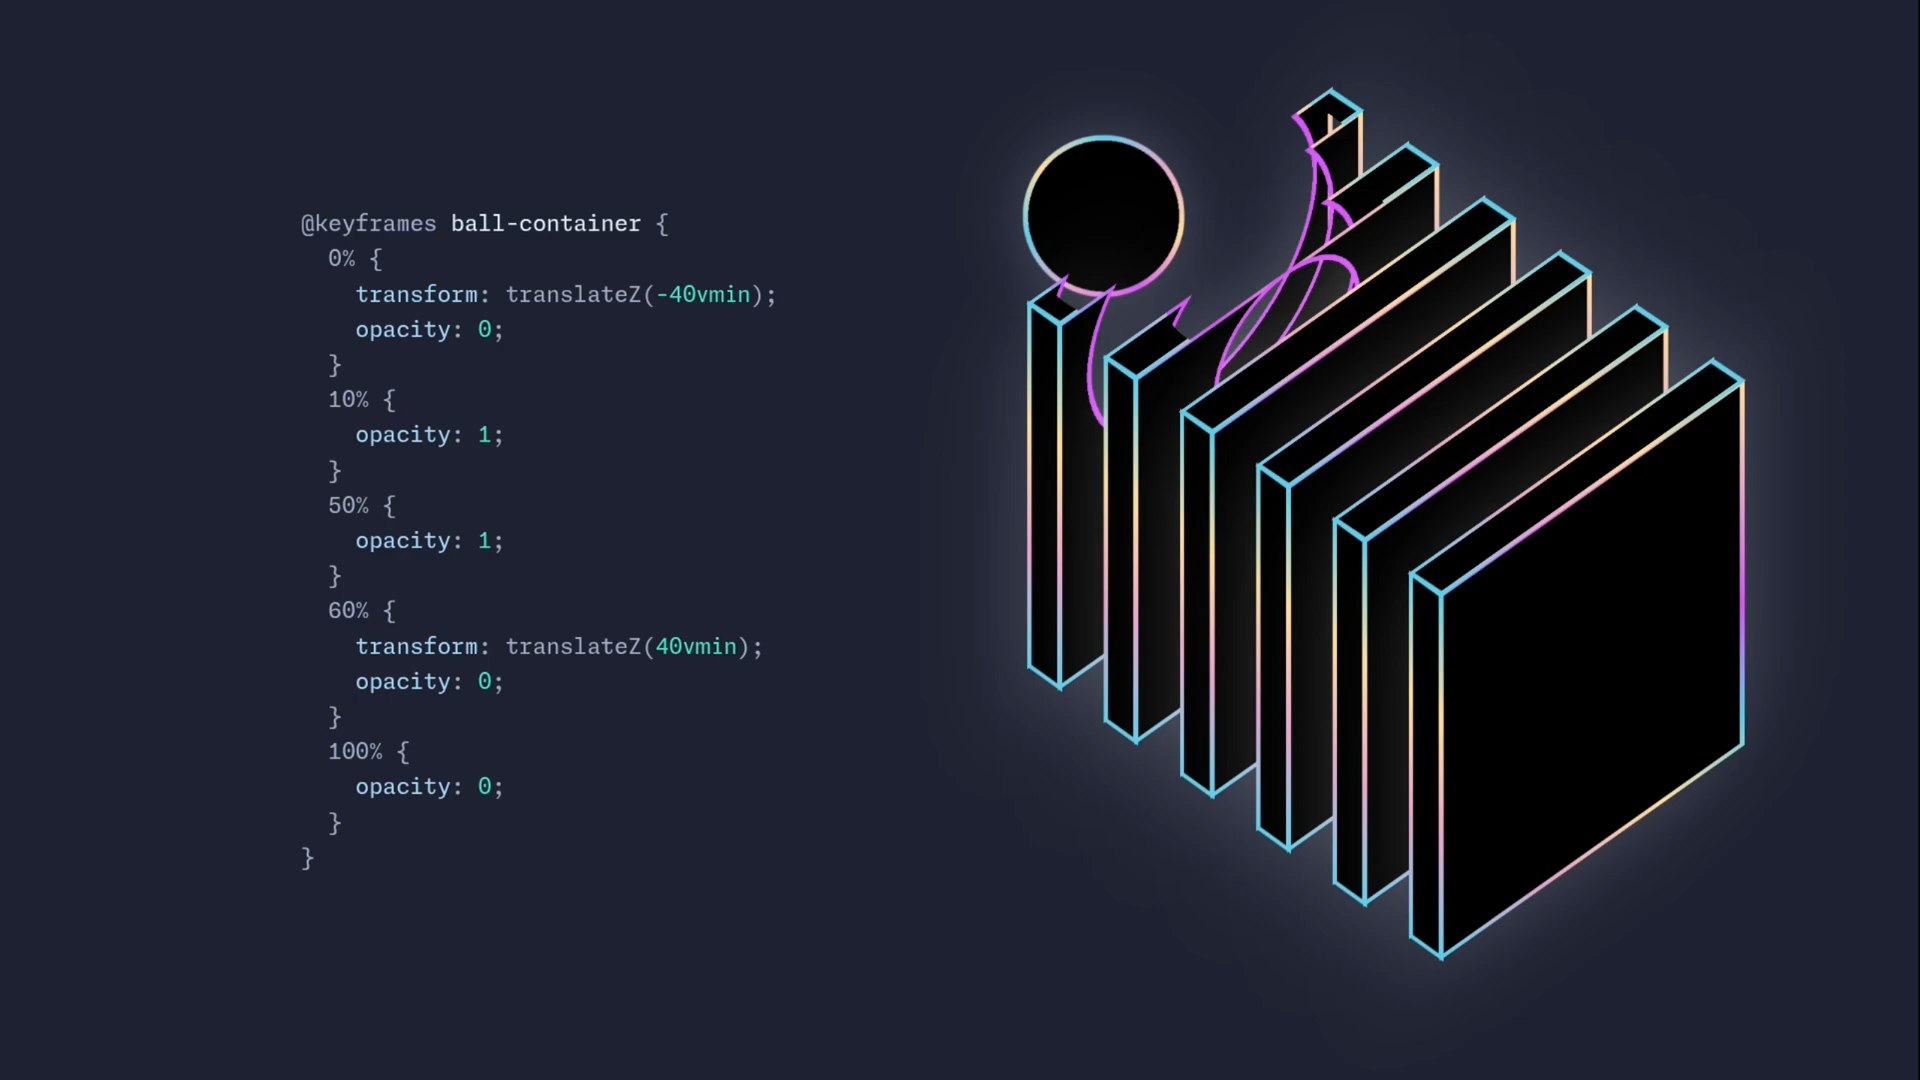 @keyframes ball-container {
0% {
transform: translateZ(-40vmin);
opacity: 0;
}
10% {
opacity: 1;
}
50% {
opacity: 1;
}
60% {
transform: translateZ(40vmin);
opacity: 0;
}
100% {
opacity: 0;
}
}